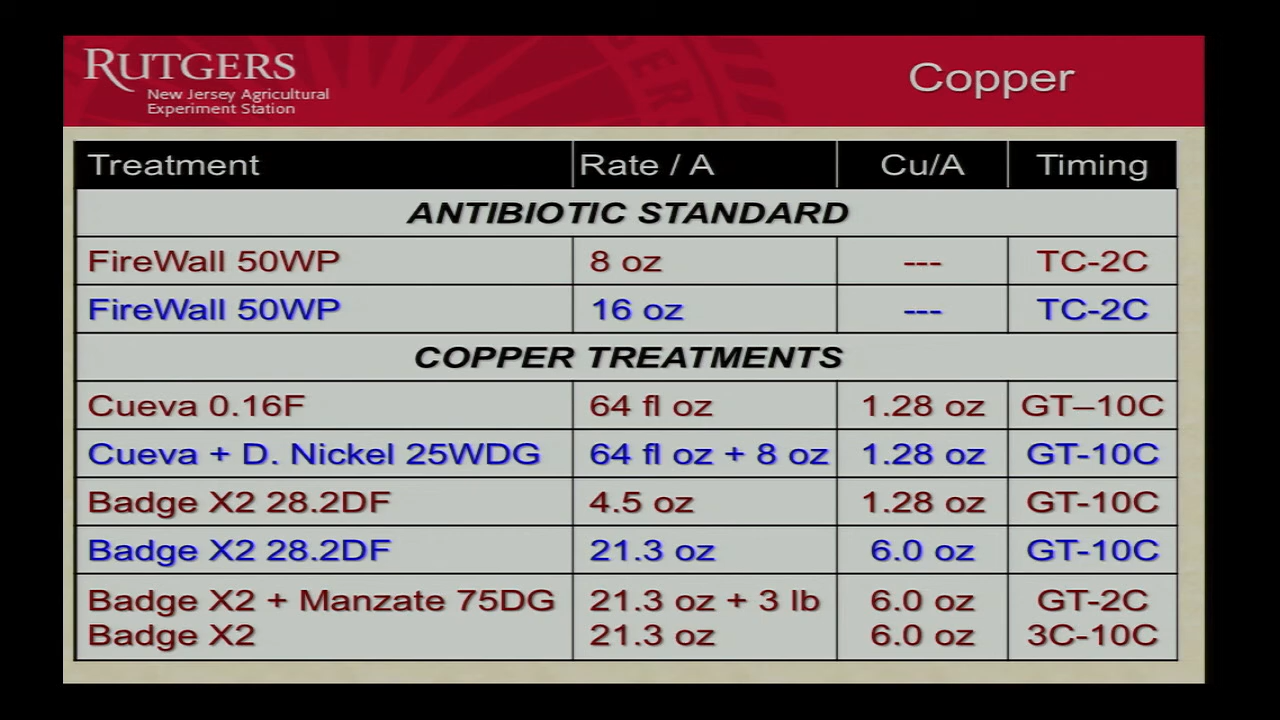 RUTGERS
New Jersey Agricultural
Experiment Station
Copper
Treatment Rate / A Cu/A Timing
ANTIBIOTIC STANDARD
FireWall 50WP 8 oz --- TC-2C
FireWall 50WP 16 oz --- TC-2C
COPPER TREATMENTS
Cueva 0.16F 64 fl oz 1.28 oz GT–10C
Cueva + D. Nickel 25WDG 64 fl oz + 8 oz 1.28 oz GT-10C
Badge X2 28.2DF 4.5 oz 1.28 oz GT-10C
Badge X2 28.2DF 21.3 oz 6.0 oz GT-10C
Badge X2 + Manzate 75DG 21.3 oz + 3 lb 6.0 oz GT-2C
Badge X2 21.3 oz 6.0 oz 3C-10C